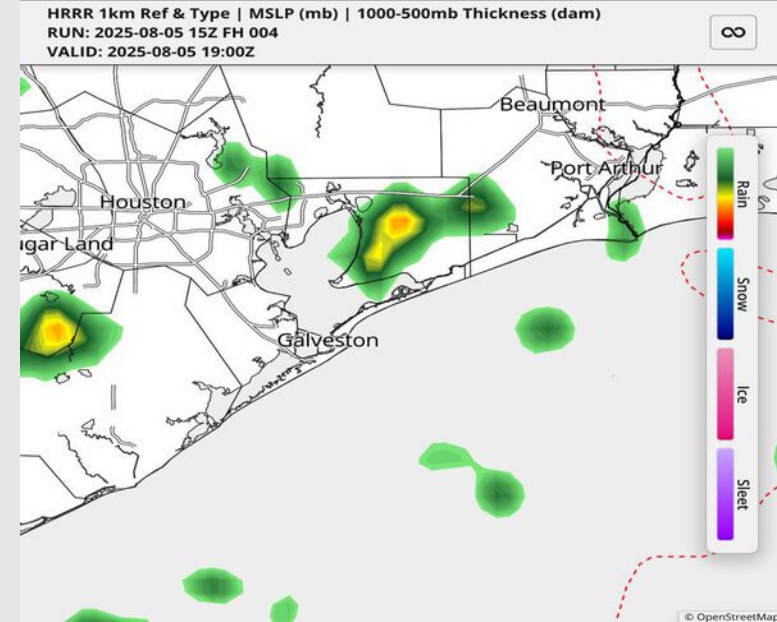 HRRR 1km Ref & Type | MSLP (mb) | 1000-500mb Thickness (dam)
RUN: 2025-08-05 15Z FH 004
VALID: 2025-08-05 19:00Z
∞
Beaumont
Port Arthur
Houston
ugar Land
Galveston
Rain
Snow
Ice
Sleet
© OpenStreetMap